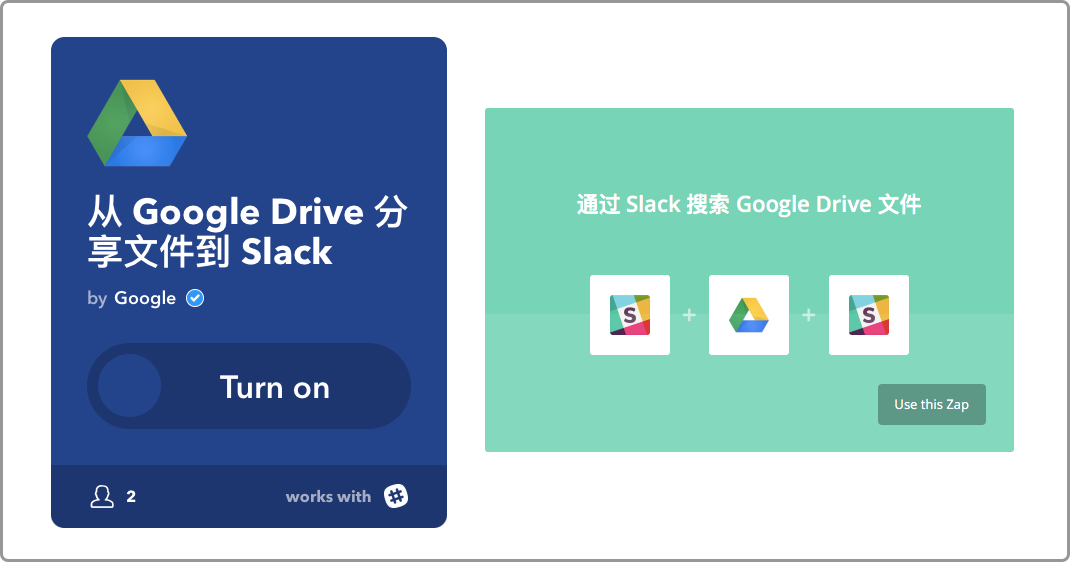 从 Google Drive 分
享文件到 Slack
by Google
Turn on
2
works with
通过 Slack 搜索 Google Drive 文件
S + + S
Use this Zap